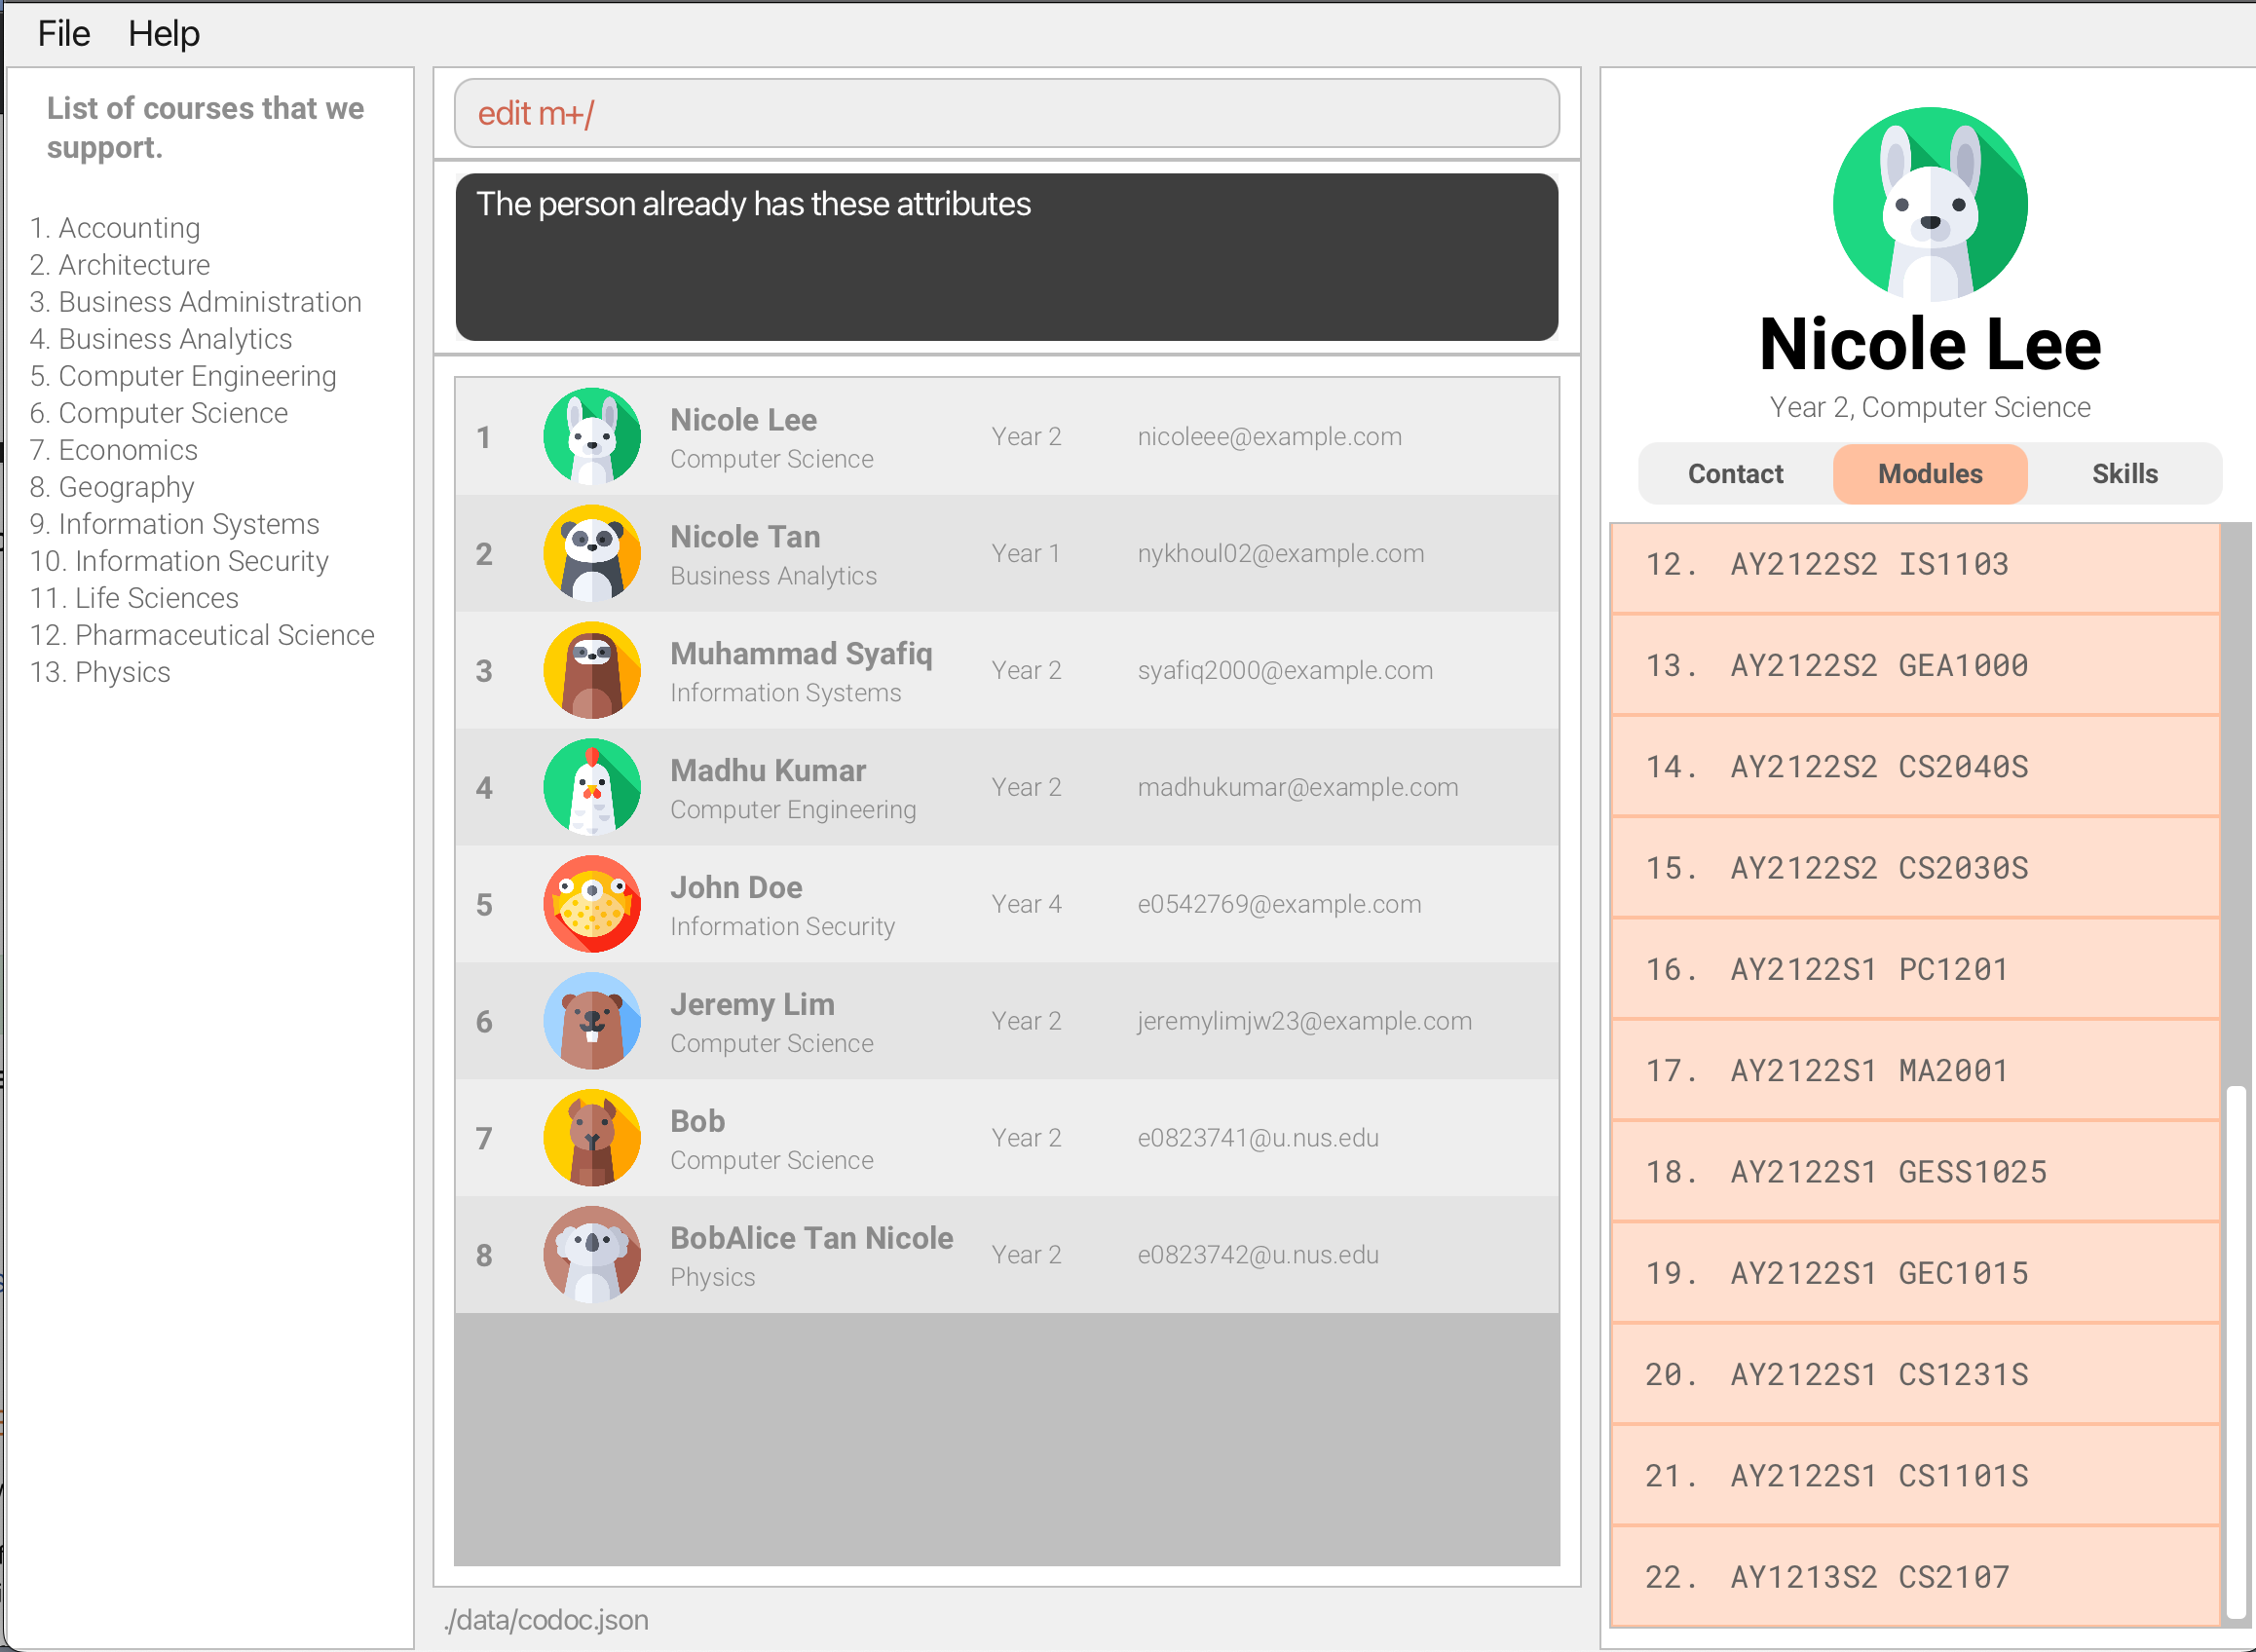 File Help
List of courses that we
support.
1. Accounting
2. Architecture
3. Business Administration
4. Business Analytics
5. Computer Engineering
6. Computer Science
7. Economics
8. Geography
9. Information Systems
10. Information Security
11. Life Sciences
12. Pharmaceutical Science
13. Physics
edit m+/
The person already has these attributes
1 Nicole Lee Year 2 nicoleee@example.com
Computer Science
2 Nicole Tan Year 1 nykhoul02@example.com
Business Analytics
3 Muhammad Syafiq Year 2 syafiq2000@example.com
Information Systems
4 Madhu Kumar Year 2 madhukumar@example.com
Computer Engineering
5 John Doe Year 4 e0542769@example.com
Information Security
6 Jeremy Lim Year 2 jeremylimjw23@example.com
Computer Science
7 Bob Year 2 e0823741@u.nus.edu
Computer Science
8 BobAlice Tan Nicole Year 2 e0823742@u.nus.edu
Physics
./data/codoc.json
Nicole Lee
Year 2, Computer Science
Contact Modules Skills
12. AY2122S2 IS1103
13. AY2122S2 GEA1000
14. AY2122S2 CS2040S
15. AY2122S2 CS2030S
16. AY2122S1 PC1201
17. AY2122S1 MA2001
18. AY2122S1 GESS1025
19. AY2122S1 GEC1015
20. AY2122S1 CS1231S
21. AY2122S1 CS1101S
22. AY1213S2 CS2107